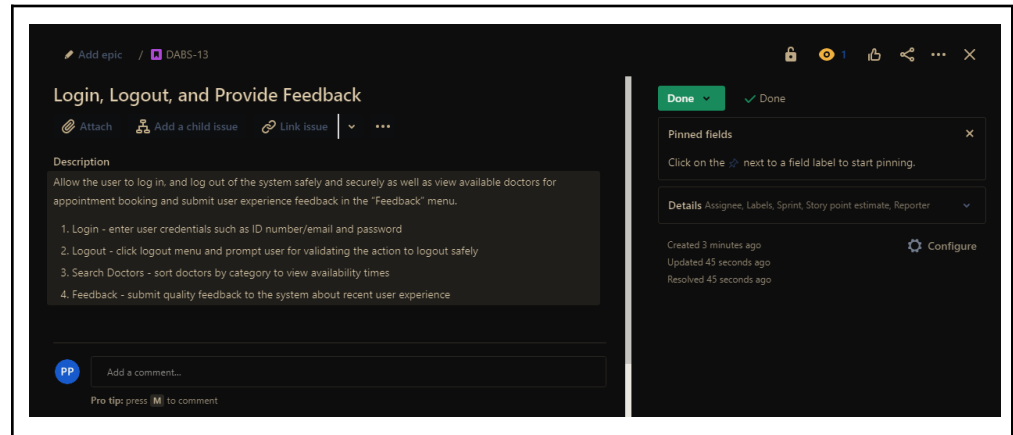 Add epic / DABS-13
1
Login, Logout, and Provide Feedback
Attach Add a child issue Link issue
Description
Allow the user to log in, and log out of the system safely and securely as well as view available doctors for
appointment booking and submit user experience feedback in the "Feedback" menu.
1. Login - enter user credentials such as ID number/email and password
2. Logout - click logout menu and prompt user for validating the action to logout safely
3. Search Doctors - sort doctors by category to view availability times
4. Feedback - submit quality feedback to the system about recent user experience
PP Add a comment...
Pro tip: press M to comment
Done Done
Pinned fields
Click on the next to a field label to start pinning.
Details Assignee, Labels, Sprint, Story point estimate, Reporter
Created 3 minutes ago Configure
Updated 45 seconds ago
Resolved 45 seconds ago